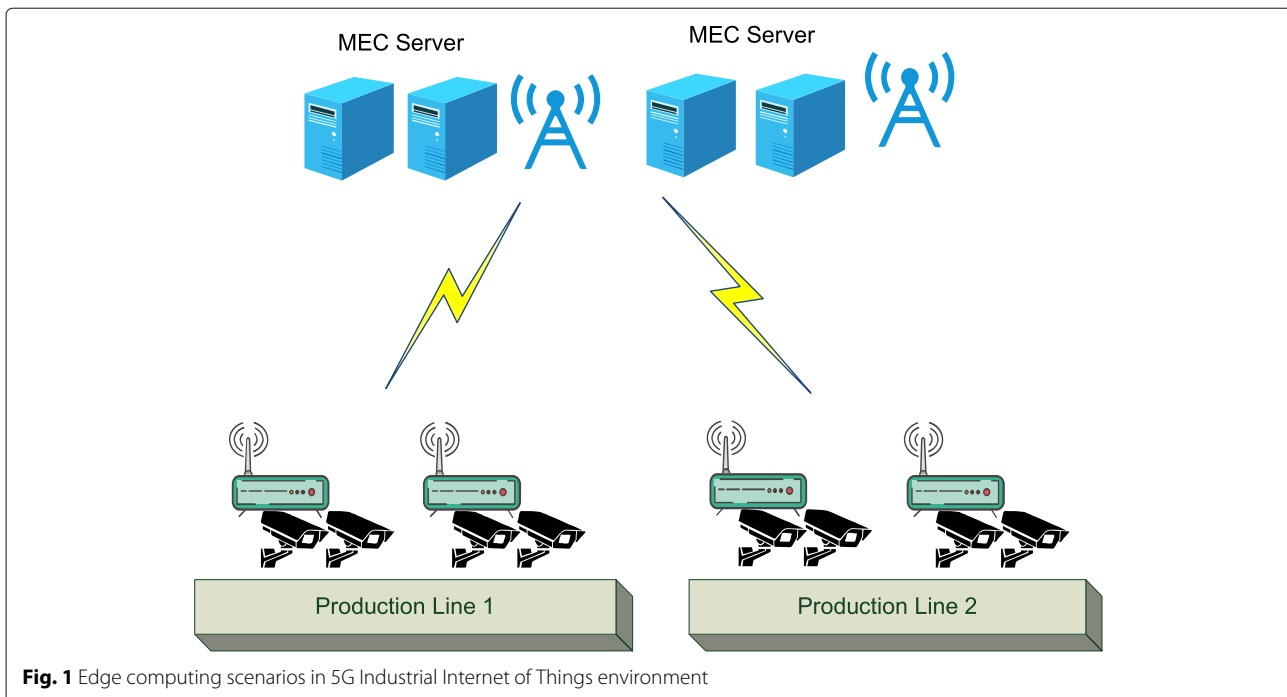 MEC Server
MEC Server
Production Line 1
Production Line 2
Fig. 1 Edge computing scenarios in 5G Industrial Internet of Things environment